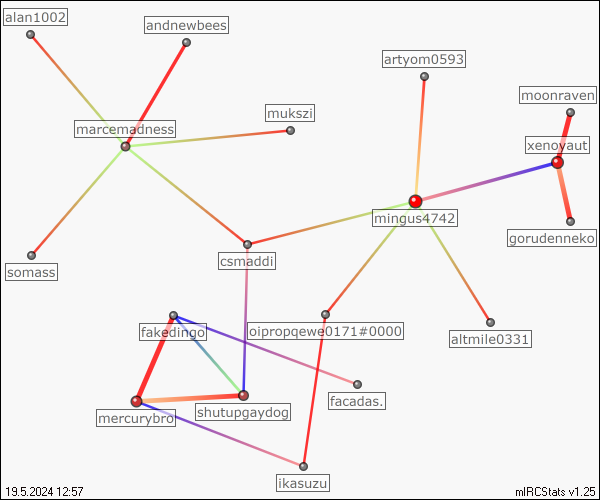 alan1002
andnewbees
artyom0593
moonraven
mukszi
marcemadness
xenoyaut
mingus4742
gorudenneko
csmaddi
somass
fakedingo
oipropqewe0171#0000
altmile0331
facadas.
shutupgaydog
mercurybro
ikasuzu
19.5.2024 12:57
mIRCStats v1.25